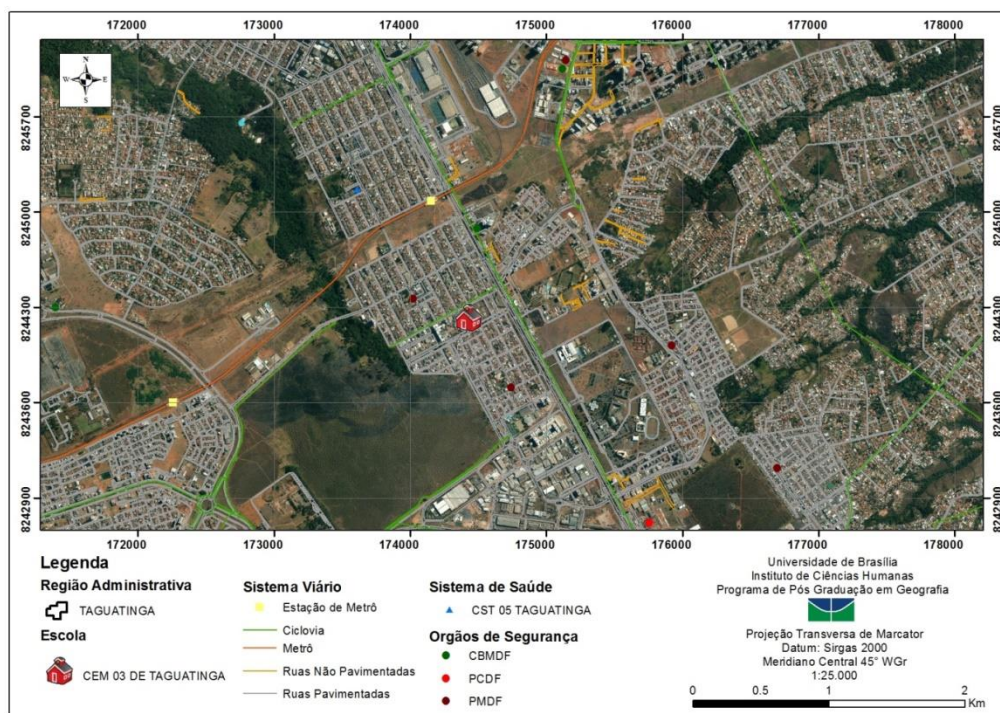 172000 173000 174000 175000 176000 177000 178000
N
W E
S
8245700 8245700
8245000 8245000
8244300 8244300
8243600 8243600
8242900 8242900
172000 173000 174000 175000 176000 177000 178000
Legenda
Região Administrativa
TAGUATINGA
Escola
CEM 03 DE TAGUATINGA
Sistema Viário
Estação de Metrô
Ciclovia
Metrô
Ruas Não Pavimentadas
Ruas Pavimentadas
Sistema de Saúde
CST 05 TAGUATINGA
Orgãos de Segurança
CBMDF
PCDF
PMDF
Universidade de Brasília
Instituto de Ciências Humanas
Programa de Pós Graduação em Geografia
Projeção Transversa de Marcator
Datum: Sirgas 2000
Meridiano Central 45° WGr
1:25.000
0 0.5 1 2
Km